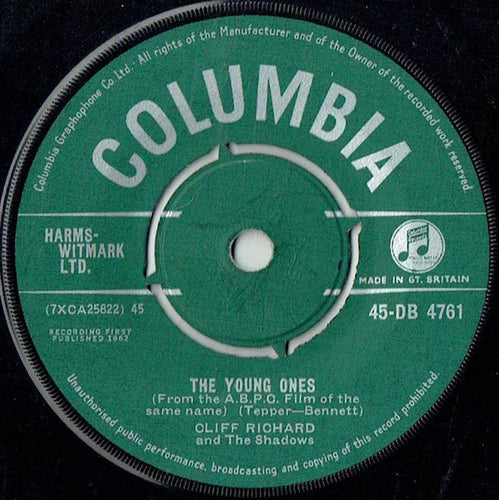 Columbia Graphophone Co. Ltd. All rights of the Manufacturer and of the Owner of the recorded work reserved
COLUMBIA
HARMS-
WITMARK
LTD.
MADE IN GT. BRITAIN
(7XCA25822) 45
45-DB 4761
RECORDING FIRST
PUBLISHED 1962
THE YOUNG ONES
(From the A.B.P.C. Film of the
same name) (Tepper—Bennett)
CLIFF RICHARD
and The Shadows
Unauthorised public performance, broadcasting and copying of this record prohibited